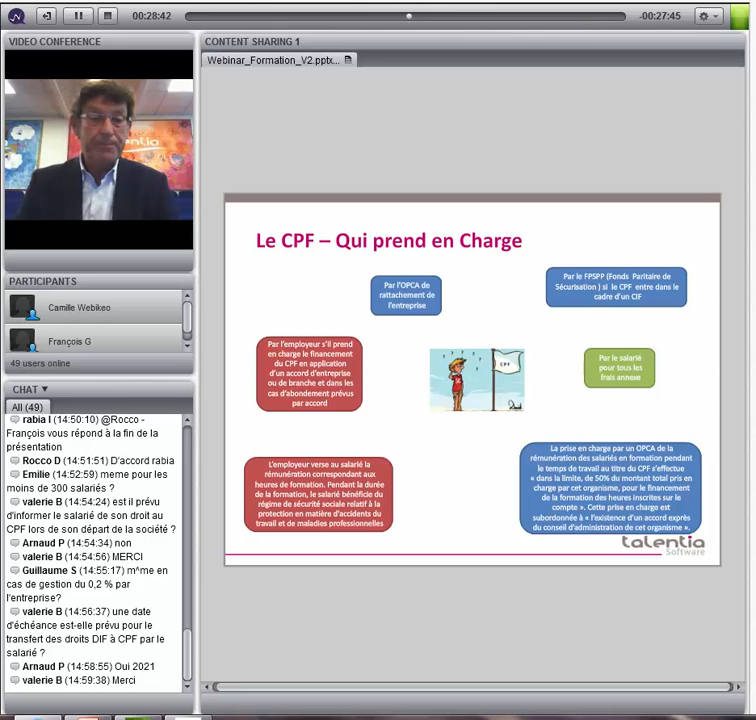 00:28:42
-00:27:45
VIDEO CONFERENCE
CONTENT SHARING 1
Webinar_Formation_V2.pptx...
PARTICIPANTS
Camille Webikeo
François G
49 users online
CHAT
All (49)
rabia I (14:50:10) @Rocco -
François vous répond à la fin de la
présentation
Rocco D (14:51:51) D'accord rabia
Emilie (14:52:59) meme pour les
moins de 300 salariés ?
valerie B (14:54:24) est il prévu
d'informer le salarié de son droit au
CPF lors de son départ de la société ?
Arnaud P (14:54:34) non
valerie B (14:54:56) MERCI
Guillaume S (14:55:17) m^me en
cas de gestion du 0,2 % par
l'entreprise?
valerie B (14:56:37) une date
d'échéance est-elle prévu pour le
transfert des droits DIF à CPF par le
salarié ?
Arnaud P (14:58:55) Oui 2021
valerie B (14:59:38) Merci
Le CPF – Qui prend en Charge
Par l'OPCA de
rattachement de
l'entreprise
Par le FPSPP (Fonds Paritaire de
Sécurisation ) si le CPF entre dans le
cadre d'un CIF
Par l'employeur s'il prend
en charge le financement
du CPF en application
d'un accord d'entreprise
ou de branche et dans les
cas d'abondement prévus
par accord
CPF
Par le salarié
pour tous les
frais annexe
L'employeur verse au salarié la
rémunération correspondant aux
heures de formation. Pendant la durée
de la formation, le salarié bénéficie du
régime de sécurité sociale relatif à la
protection en matière d'accidents du
travail et de maladies professionnelles
La prise en charge par un OPCA de la
rémunération des salariés en formation pendant
le temps de travail au titre du CPF s'effectue
« dans la limite, de 50% du montant total pris en
charge par cet organisme, pour le financement
de la formation des heures inscrites sur le
compte ». Cette prise en charge est
subordonnée à « l'existence d'un accord exprès
du conseil d'administration de cet organisme ».
talentia
Software